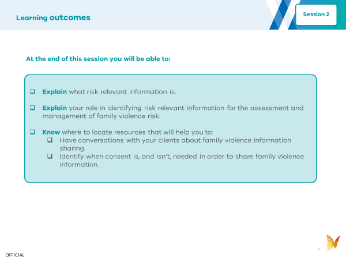 Learning outcomes
Session 2
At the end of this session you will be able to:
❑ Explain what risk relevant information is.
❑ Explain your role in identifying risk relevant information for the assessment and
management of family violence risk.
❑ Know where to locate resources that will help you to:
❑ Have conversations with your clients about family violence information
sharing.
❑ Identify when consent is, and isn't, needed in order to share family violence
information.
OFFICIAL